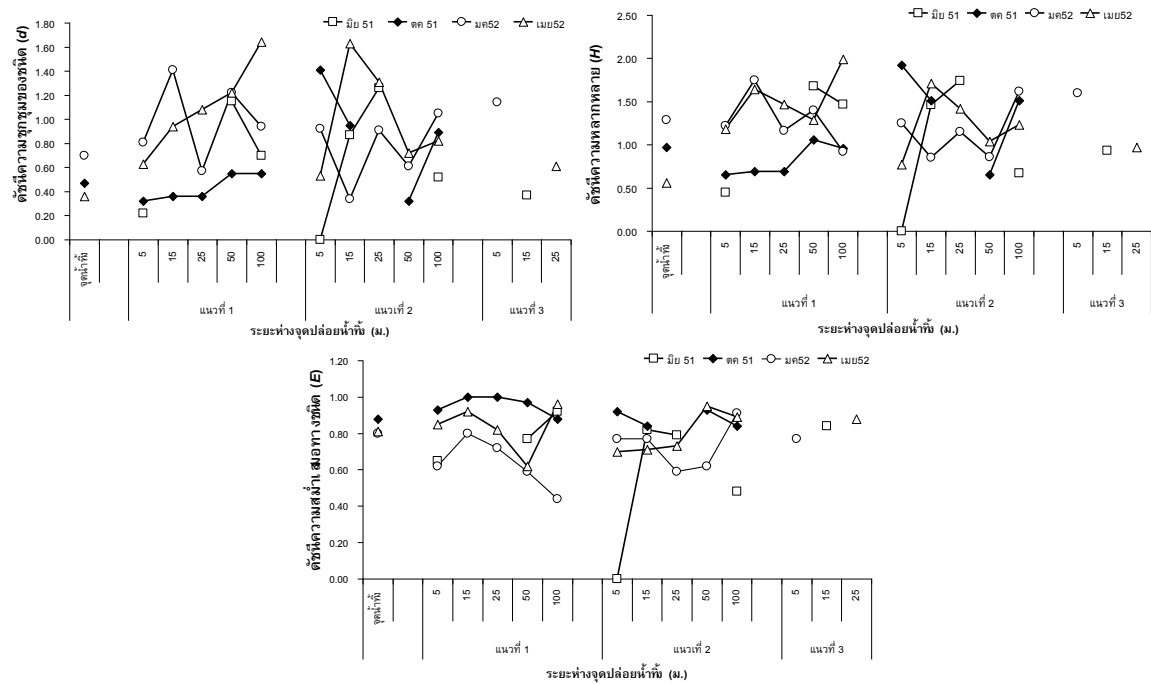 มิย 51 ตค 51 มค52 เมย52
ดัชนีความชุกชุมของชนิด (d)
1.80
1.60
1.40
1.20
1.00
0.80
0.60
0.40
0.20
0.00
จุดน้ำทิ้ง 5 15 25 50 100 5 15 25 50 100 5 15 25
แนวที่ 1 แนวที่ 2 แนวที่ 3
ระยะห่างจุดปล่อยน้ำทิ้ง (ม.)
มิย 51 ตค 51 มค52 เมย52
ดัชนีความหลากหลาย (H)
2.50
2.00
1.50
1.00
0.50
0.00
จุดน้ำทิ้ง 5 15 25 50 100 5 15 25 50 100 5 15 25
แนวที่ 1 แนวที่ 2 แนวที่ 3
ระยะห่างจุดปล่อยน้ำทิ้ง (ม.)
มิย 51 ตค 51 มค52 เมย52
ดัชนีความสม่ำเสมอทางชนิด (E)
1.20
1.00
0.80
0.60
0.40
0.20
0.00
จุดน้ำทิ้ง 5 15 25 50 100 5 15 25 50 100 5 15 25
แนวที่ 1 แนวที่ 2 แนวที่ 3
ระยะห่างจุดปล่อยน้ำทิ้ง (ม.)